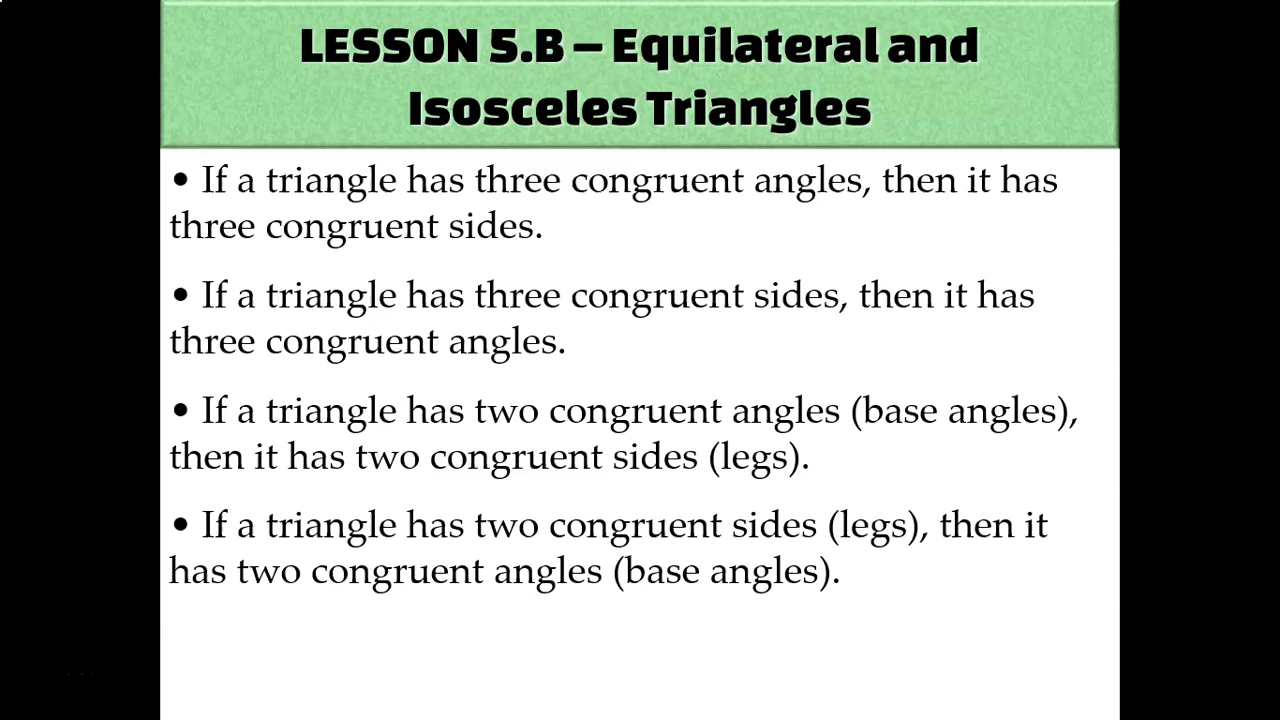 LESSON 5.B – Equilateral and
Isosceles Triangles
• If a triangle has three congruent angles, then it has
three congruent sides.
• If a triangle has three congruent sides, then it has
three congruent angles.
• If a triangle has two congruent angles (base angles),
then it has two congruent sides (legs).
• If a triangle has two congruent sides (legs), then it
has two congruent angles (base angles).